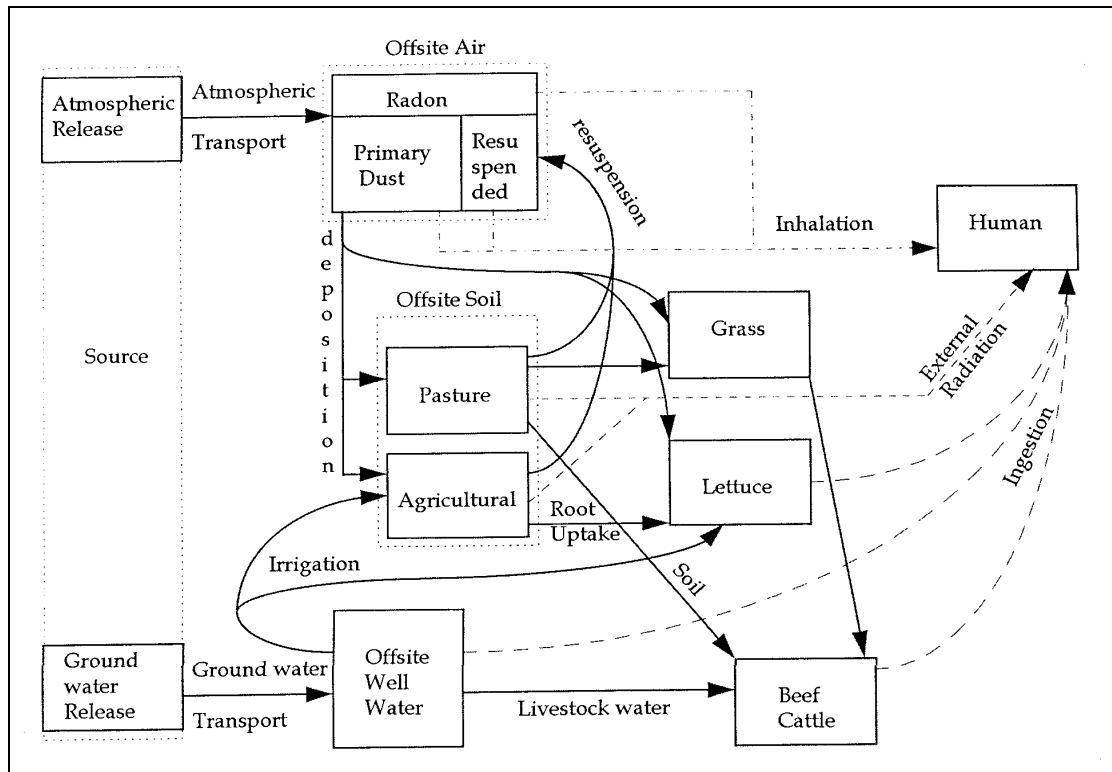 Offsite Air
Atmospheric
Release
Atmospheric
Transport
Radon
Primary
Dust
Resu
spen
ded
resuspension
Inhalation
Human
deposition
Offsite Soil
Grass
External
Radiation
Source
Pasture
Ingestion
Agricultural
Lettuce
Root
Uptake
Irrigation
Soil
Ground
water
Release
Ground water
Transport
Offsite
Well
Water
Livestock water
Beef
Cattle